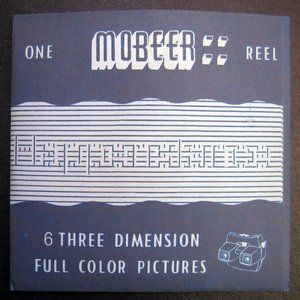 ONE MOBEER REEL
6 THREE DIMENSION
FULL COLOR PICTURES